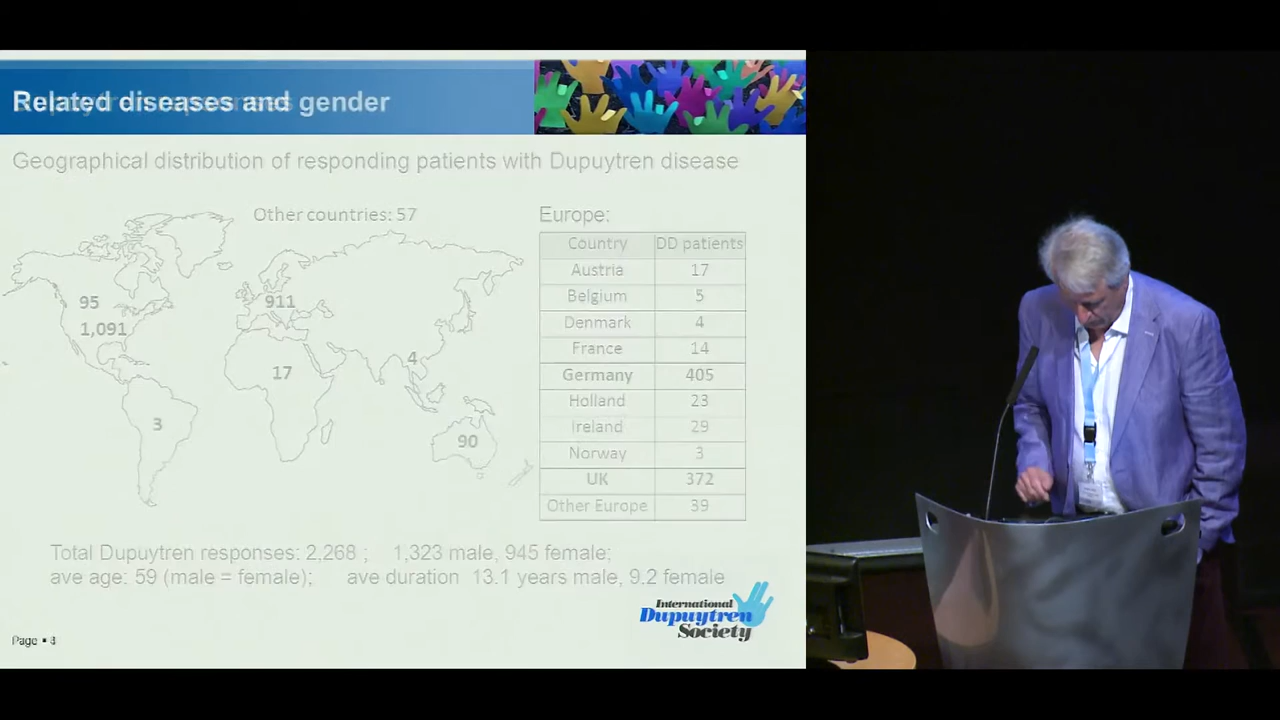 Related diseases and gender
Geographical distribution of responding patients with Dupuytren disease
Other countries: 57
95
1,091
911
17
4
3
90
Europe:
Country DD patients
Austria 17
Belgium 5
Denmark 4
France 14
Germany 405
Holland 23
Ireland 29
Norway 3
UK 372
Other Europe 39
Total Dupuytren responses: 2,268 ; 1,323 male, 945 female;
ave age: 59 (male = female); ave duration 13.1 years male, 9.2 female
International
Dupuytren
Society
Page ▪